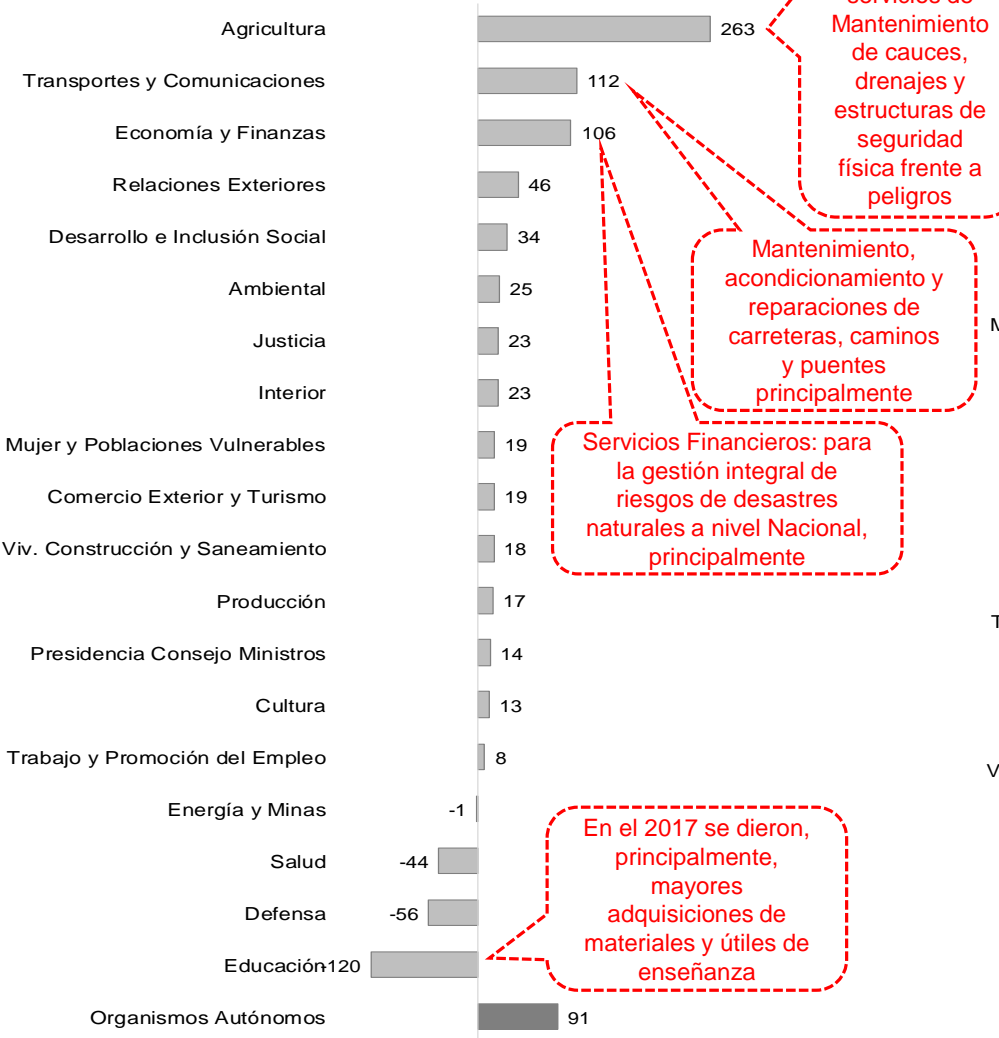 servicios de
Mantenimiento
de cauces,
drenajes y
estructuras de
seguridad
física frente a
peligros
Agricultura 263
Transportes y Comunicaciones 112
Economía y Finanzas 106
Relaciones Exteriores 46
Desarrollo e Inclusión Social 34
Mantenimiento,
acondicionamiento y
reparaciones de
carreteras, caminos
y puentes
principalmente
Ambiental 25
Justicia 23
Interior 23
Mujer y Poblaciones Vulnerables 19
Servicios Financieros: para
la gestión integral de
riesgos de desastres
naturales a nivel Nacional,
principalmente
Comercio Exterior y Turismo 19
Viv. Construcción y Saneamiento 18
Producción 17
Presidencia Consejo Ministros 14
Cultura 13
Trabajo y Promoción del Empleo 8
Energía y Minas -1
En el 2017 se dieron,
principalmente,
mayores
adquisiciones de
materiales y útiles de
enseñanza
Salud -44
Defensa -56
Educación -120
Organismos Autónomos 91